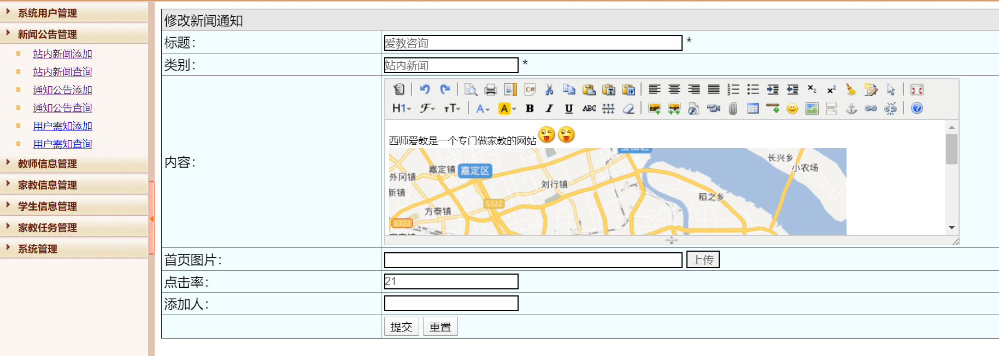 系统用户管理
新闻公告管理
站内新闻添加
站内新闻查询
通知公告添加
通知公告查询
用户需知添加
用户需知查询
教师信息管理
家教信息管理
学生信息管理
家教任务管理
系统管理
修改新闻通知
标题：
爱教咨询 *
类别：
站内新闻 *
内容：
C#
T
W
H1 F TT A A B I U ABC
西师爱教是一个专门做家教的网站
长兴乡
嘉定镇 嘉定区
小农场
外冈镇
刘行镇
新镇
稻之乡
S322
方泰镇
S322
首页图片：
上传
点击率：
21
添加人：
提交 重置